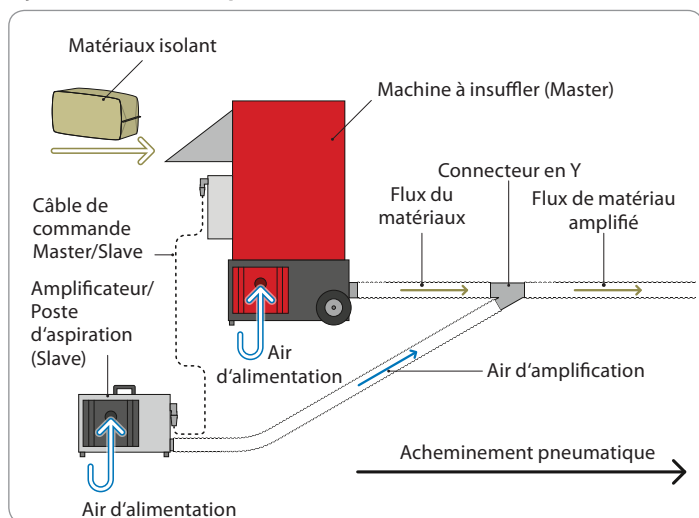 Matériaux isolant
Machine à insuffler (Master)
Connecteur en Y
Flux du
matériaux
Flux de matériau
amplifié
Câble de
commande
Master/Slave
Amplificateur/
Poste
d‘aspiration
(Slave)
Air
d‘alimentation
Air d‘amplification
Acheminement pneumatique
Air d‘alimentation